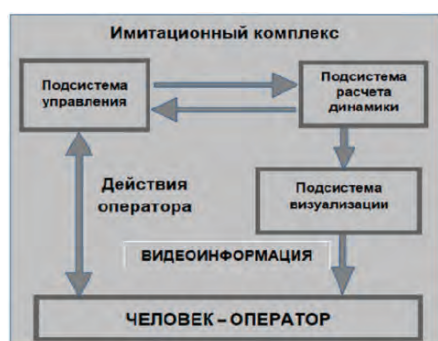 Имитационный комплекс
Подсистема
управления
Подсистема
расчета
динамики
Действия
оператора
Подсистема
визуализации
ВИДЕОИНФОРМАЦИЯ
ЧЕЛОВЕК – ОПЕРАТОР